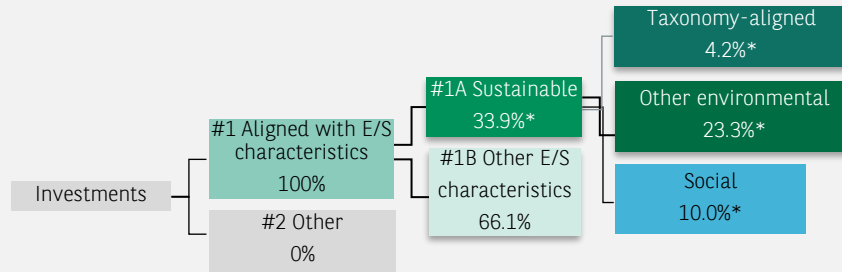 Investments
#1 Aligned with E/S
characteristics
100%
#2 Other
0%
#1A Sustainable
33.9%*
#1B Other E/S
characteristics
66.1%
Taxonomy-aligned
4.2%*
Other environmental
23.3%*
Social
10.0%*